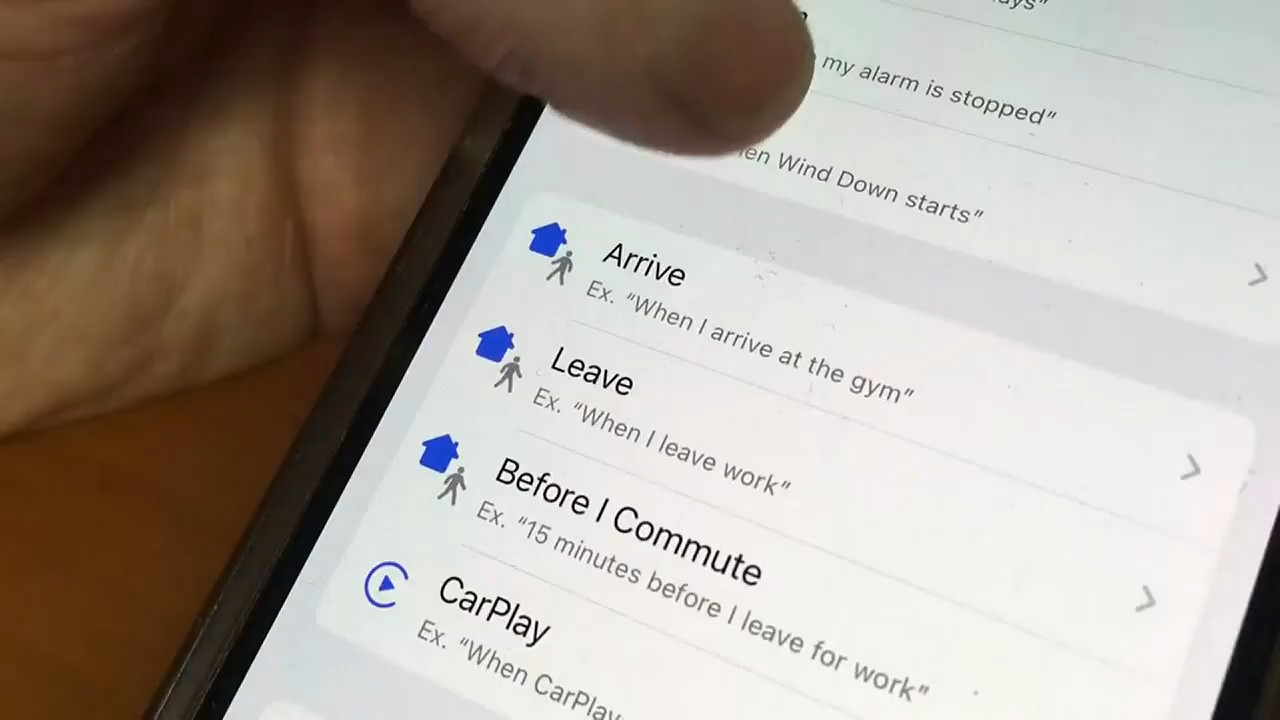 my alarm is stopped"
Wind Down starts"
Arrive
Ex. "When I arrive at the gym"
Leave
Ex. "When I leave work"
Before I Commute
Ex. "15 minutes before I leave for work"
CarPlay
Ex. "When CarPlay